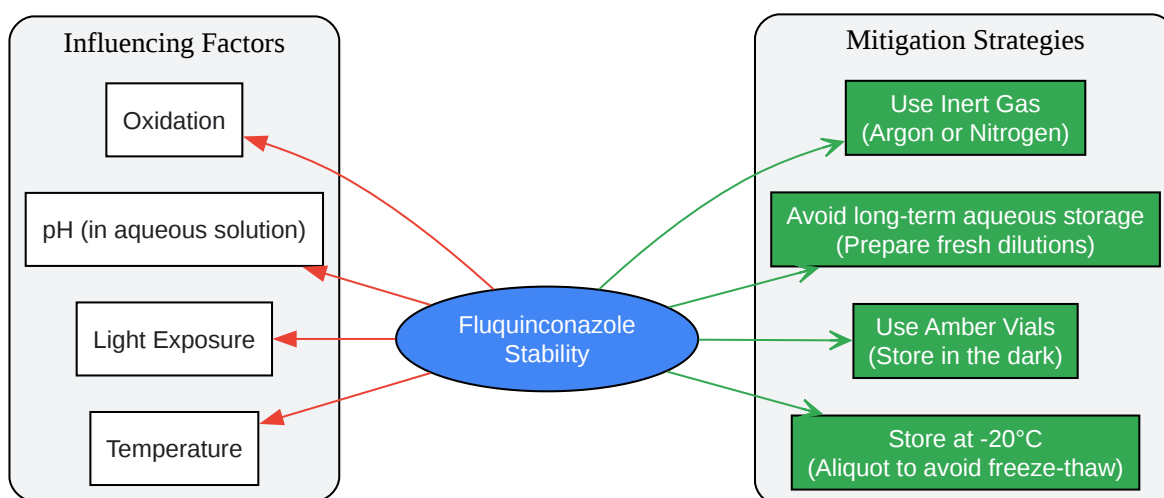 Influencing Factors
Oxidation
pH (in aqueous solution)
Light Exposure
Temperature
Fluquinconazole
Stability
Mitigation Strategies
Use Inert Gas
(Argon or Nitrogen)
Avoid long-term aqueous storage
(Prepare fresh dilutions)
Use Amber Vials
(Store in the dark)
Store at -20°C
(Aliquot to avoid freeze-thaw)